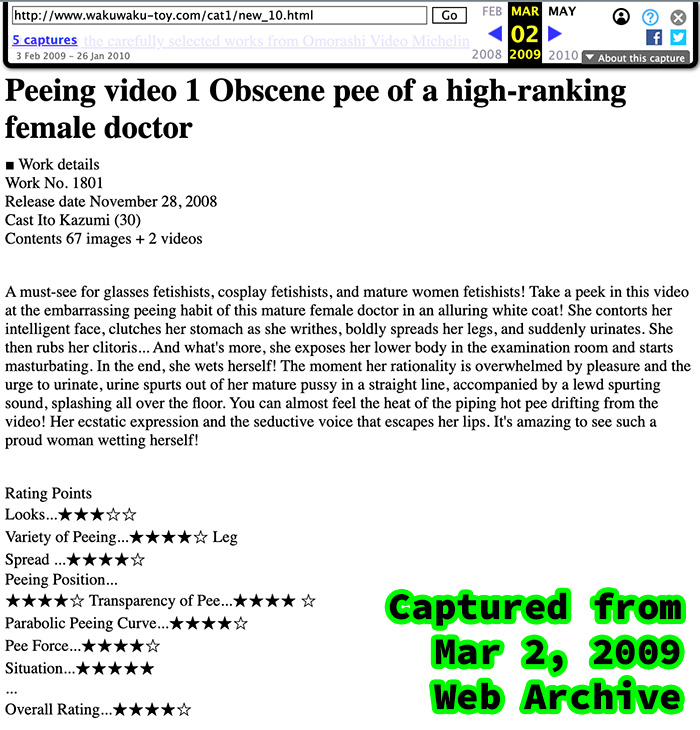 http://www.wakuwaku-toy.com/cat1/new_10.html Go FEB MAR MAY
5 captures the carefully selected works from Omorashi Video Michelin 02
3 Feb 2009 – 26 Jan 2010 2008 2009 2010 ▼ About this capture
Peeing video 1 Obscene pee of a high-ranking
female doctor
■ Work details
Work No. 1801
Release date November 28, 2008
Cast Ito Kazumi (30)
Contents 67 images + 2 videos
A must-see for glasses fetishists, cosplay fetishists, and mature women fetishists! Take a peek in this video
at the embarrassing peeing habit of this mature female doctor in an alluring white coat! She contorts her
intelligent face, clutches her stomach as she writhes, boldly spreads her legs, and suddenly urinates. She
then rubs her clitoris... And what's more, she exposes her lower body in the examination room and starts
masturbating. In the end, she wets herself! The moment her rationality is overwhelmed by pleasure and the
urge to urinate, urine spurts out of her mature pussy in a straight line, accompanied by a lewd spurting
sound, splashing all over the floor. You can almost feel the heat of the piping hot pee drifting from the
video! Her ecstatic expression and the seductive voice that escapes her lips. It's amazing to see such a
proud woman wetting herself!
Rating Points
Looks...★★★☆☆
Variety of Peeing...★★★★☆ Leg
Spread ...★★★★☆
Peeing Position...
★★★★☆ Transparency of Pee...★★★★ ☆
Parabolic Peeing Curve...★★★★☆
Pee Force...★★★★☆
Situation...★★★★★
...
Overall Rating...★★★★☆
Captured from
Mar 2, 2009
Web Archive